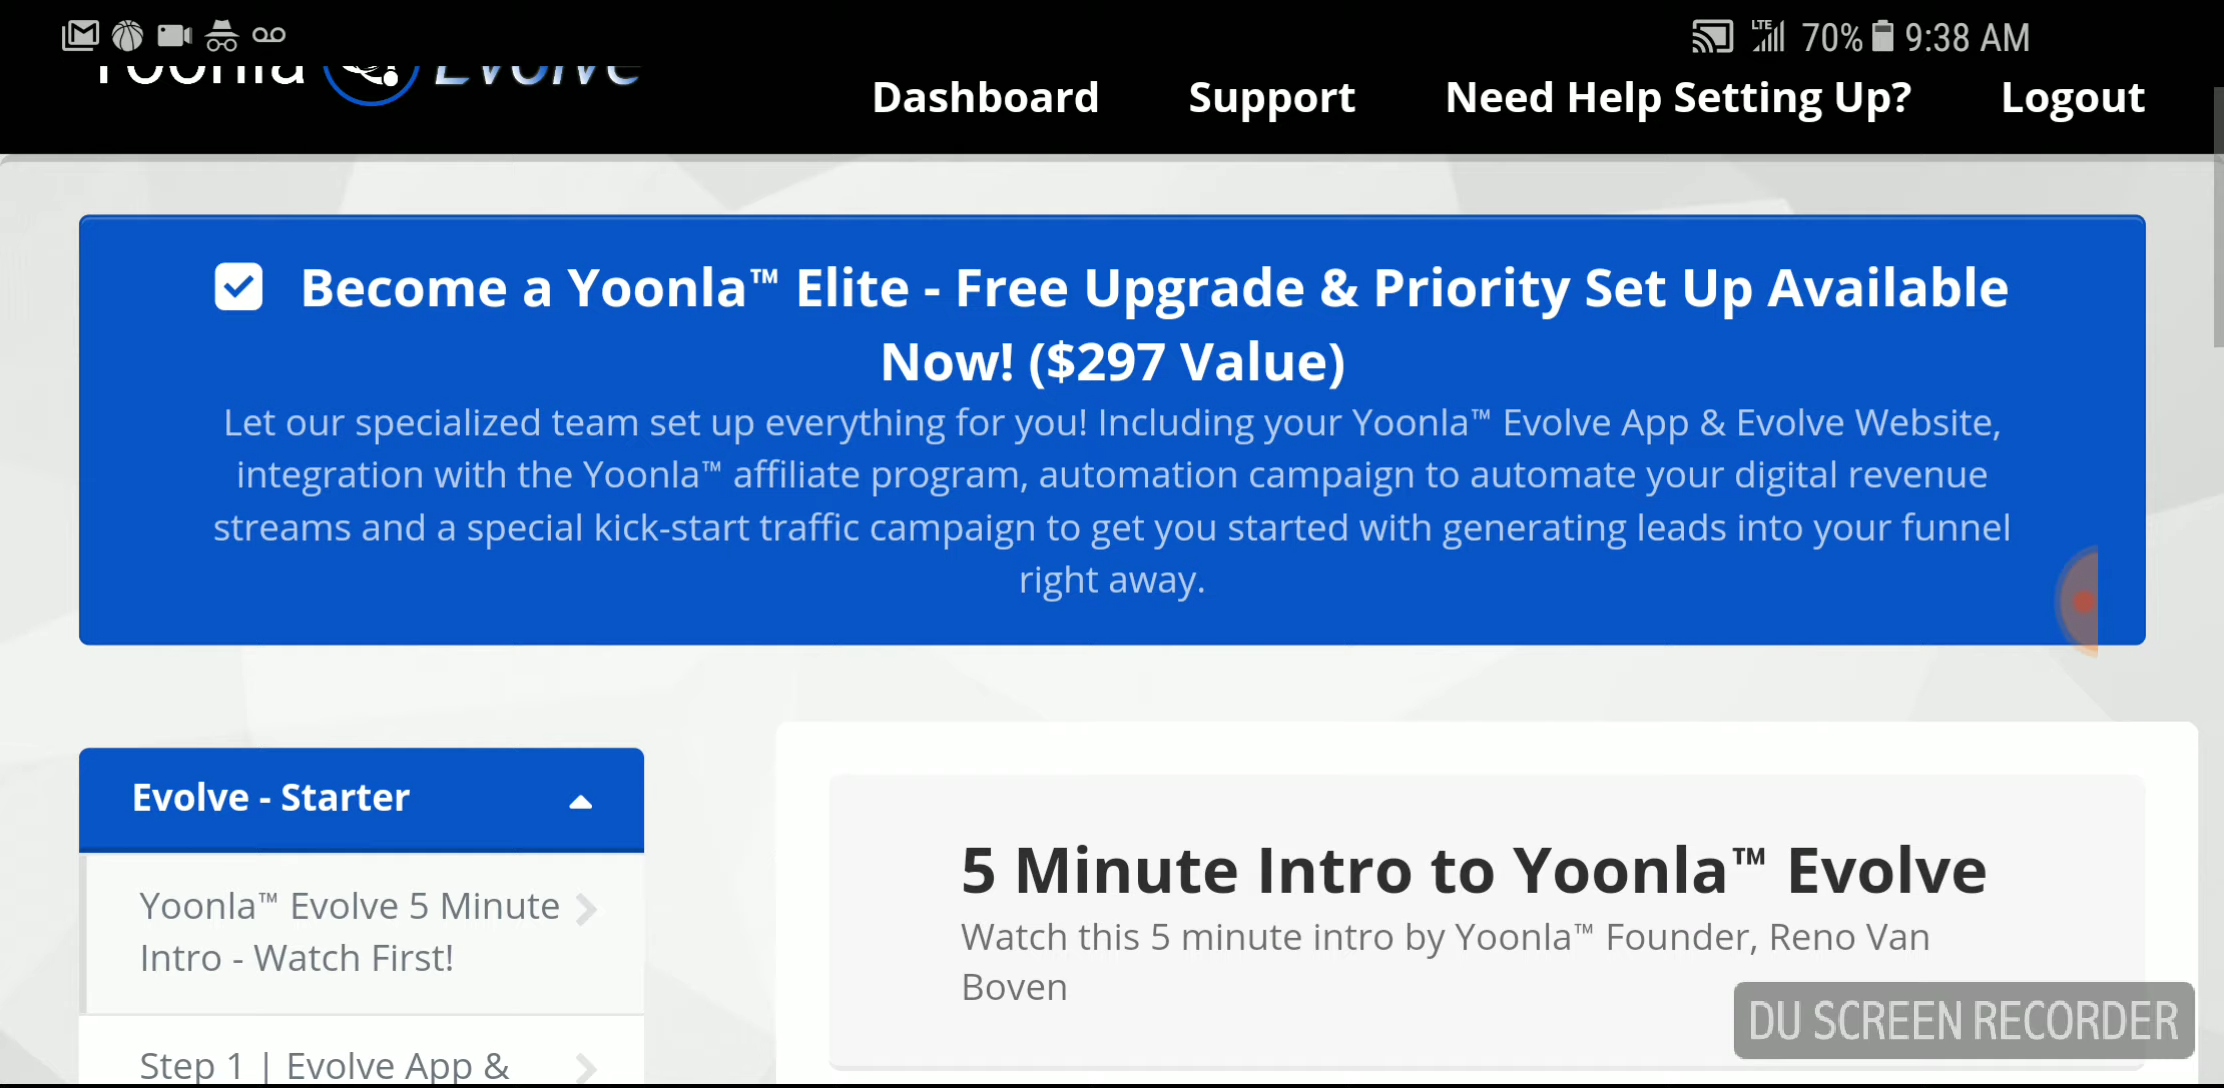 LTE 70% 9:38 AM
Yoonla Evolve
Dashboard Support Need Help Setting Up? Logout
Become a Yoonla™ Elite - Free Upgrade & Priority Set Up Available
Now! ($297 Value)
Let our specialized team set up everything for you! Including your Yoonla™ Evolve App & Evolve Website,
integration with the Yoonla™ affiliate program, automation campaign to automate your digital revenue
streams and a special kick-start traffic campaign to get you started with generating leads into your funnel
right away.
Evolve - Starter
Yoonla™ Evolve 5 Minute
Intro - Watch First!
Step 1 | Evolve App &
5 Minute Intro to Yoonla™ Evolve
Watch this 5 minute intro by Yoonla™ Founder, Reno Van
Boven
DU SCREEN RECORDER